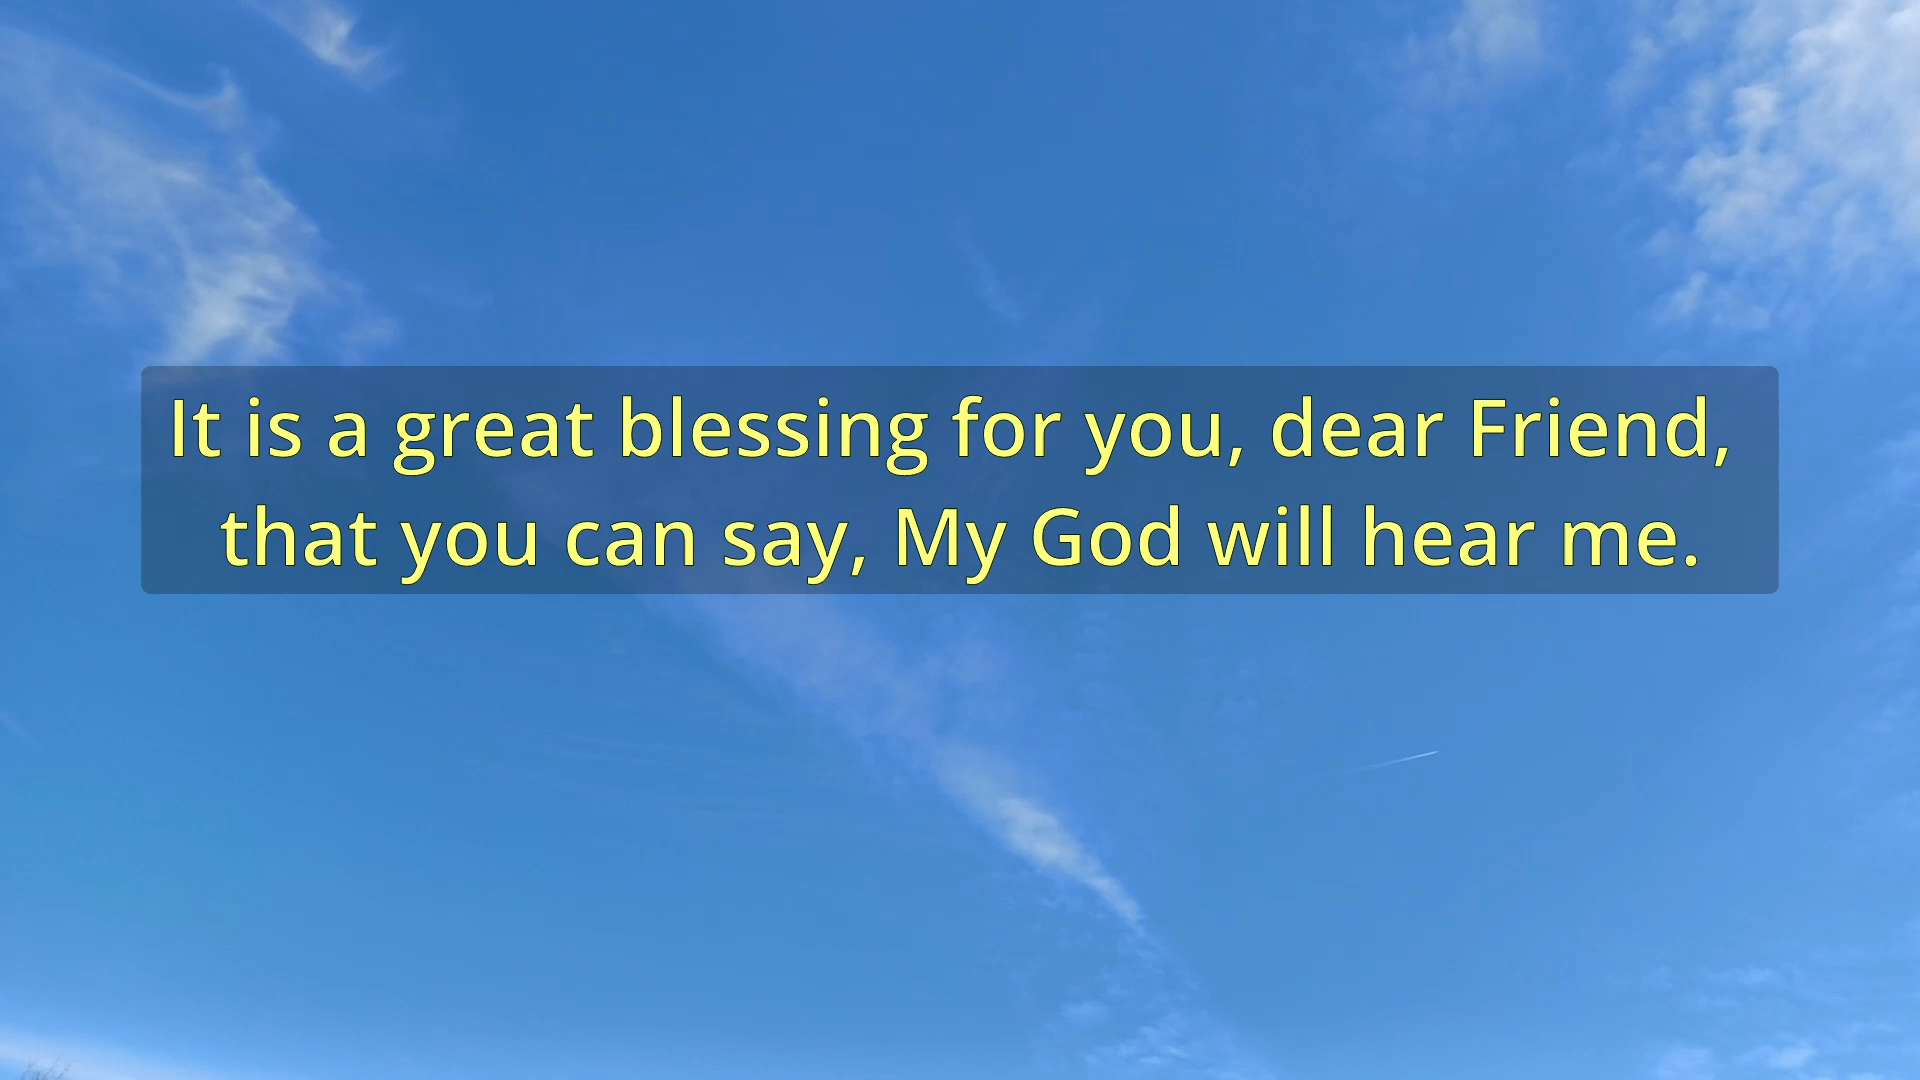 It is a great blessing for you, dear Friend,
that you can say, My God will hear me.